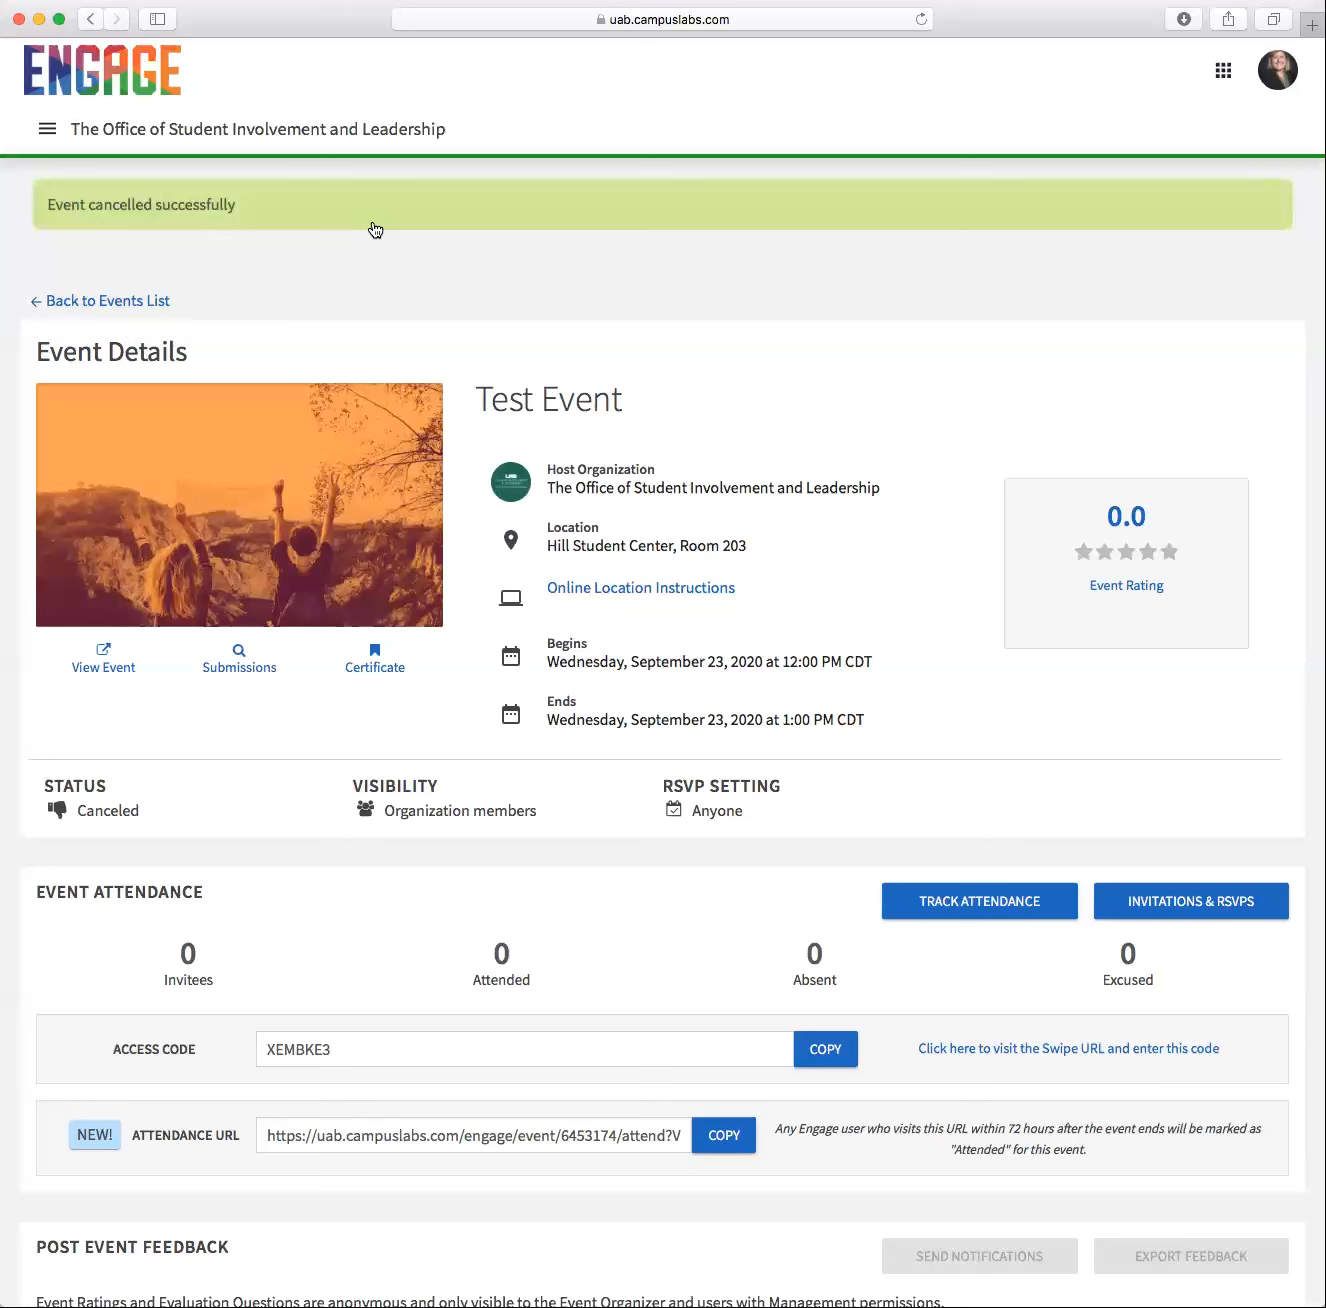 uab.campuslabs.com
ENGAGE
The Office of Student Involvement and Leadership
Event cancelled successfully
← Back to Events List
Event Details
Test Event
Host Organization
The Office of Student Involvement and Leadership
Location
Hill Student Center, Room 203
Online Location Instructions
Begins
Wednesday, September 23, 2020 at 12:00 PM CDT
Ends
Wednesday, September 23, 2020 at 1:00 PM CDT
0.0
Event Rating
View Event
Submissions
Certificate
STATUS
Canceled
VISIBILITY
Organization members
RSVP SETTING
Anyone
EVENT ATTENDANCE
TRACK ATTENDANCE
INVITATIONS & RSVPS
0
Invitees
0
Attended
0
Absent
0
Excused
ACCESS CODE
XEMBKE3
COPY
Click here to visit the Swipe URL and enter this code
NEW!
ATTENDANCE URL
https://uab.campuslabs.com/engage/event/6453174/attend?V
COPY
Any Engage user who visits this URL within 72 hours after the event ends will be marked as
"Attended" for this event.
POST EVENT FEEDBACK
SEND NOTIFICATIONS
EXPORT FEEDBACK
Event Ratings and Evaluation Questions are anonymous and only visible to the Event Organizer and users with Management permissions.